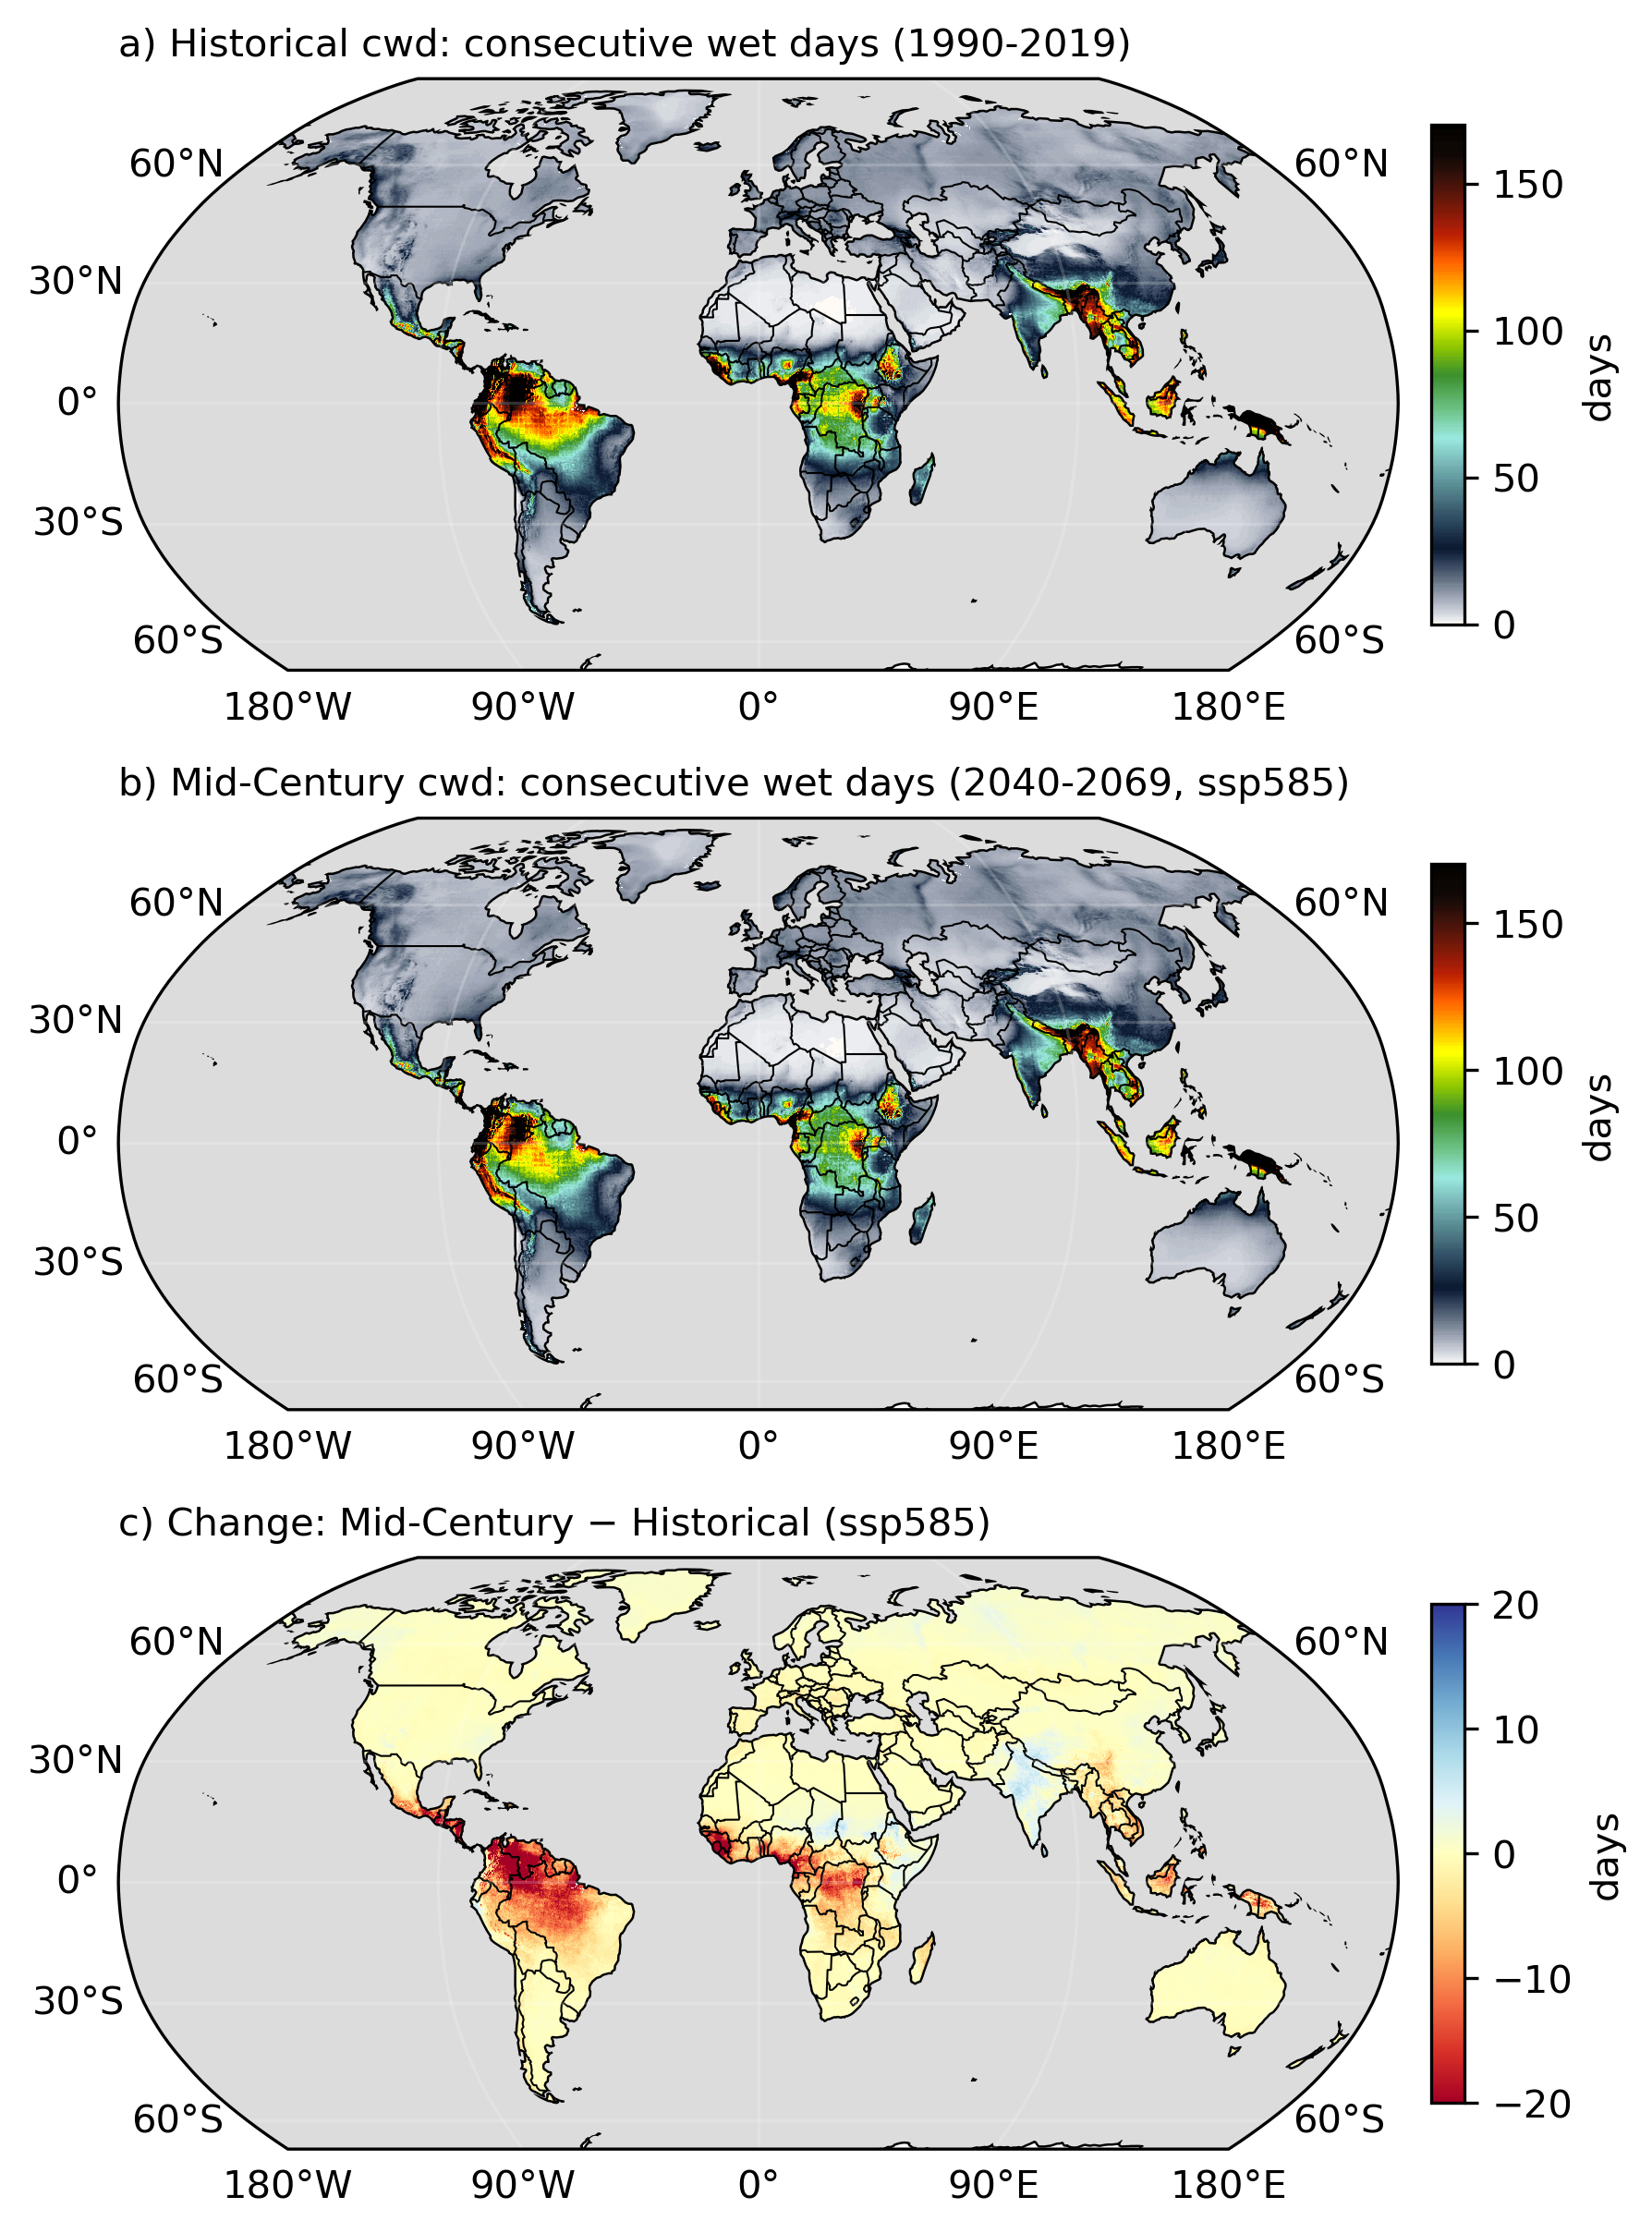 a) Historical cwd: consecutive wet days (1990-2019)
60°N 60°N
30°N
0°
30°S
60°S 60°S
180°W 90°W 0° 90°E 180°E
150
100
50
0
days
b) Mid-Century cwd: consecutive wet days (2040-2069, ssp585)
60°N 60°N
30°N
0°
30°S
60°S 60°S
180°W 90°W 0° 90°E 180°E
150
100
50
0
days
c) Change: Mid-Century − Historical (ssp585)
60°N 60°N
30°N
0°
30°S
60°S 60°S
180°W 90°W 0° 90°E 180°E
20
10
0
−10
−20
days